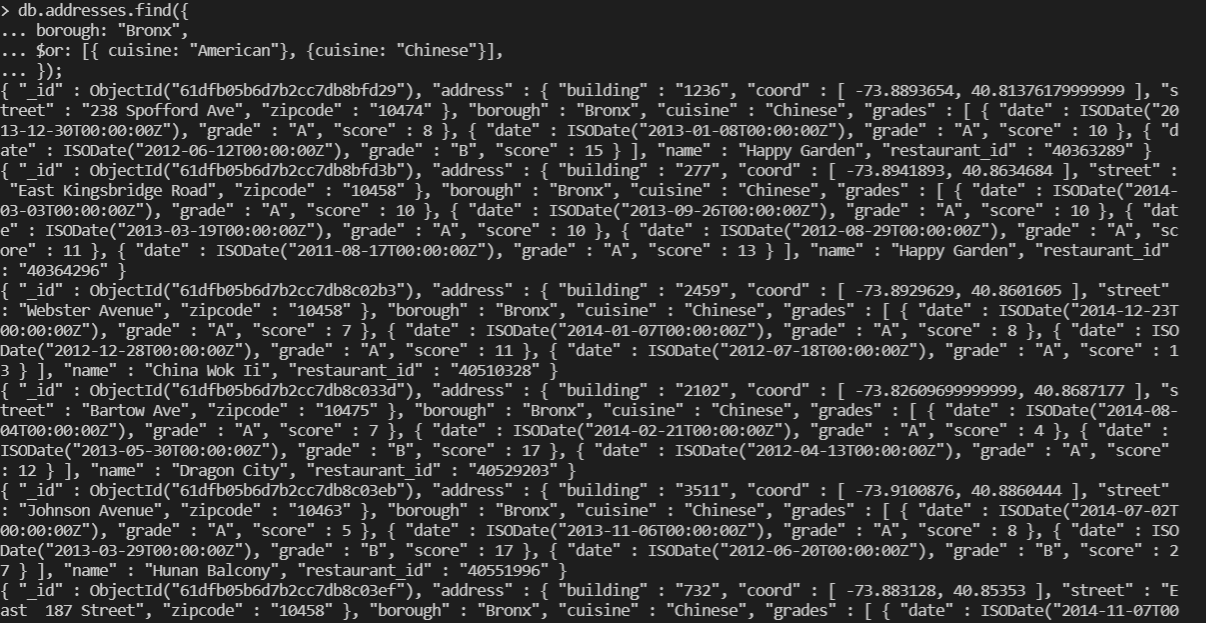 > db.addresses.find({
... borough: "Bronx",
... $or: [{ cuisine: "American"}, {cuisine: "Chinese"}],
... });
{ "_id" : ObjectId("61dfb05b6d7b2cc7db8bfd29"), "address" : { "building" : "1236", "coord" : [ -73.8893654, 40.81376179999999 ], "s
treet" : "238 Spofford Ave", "zipcode" : "10474" }, "borough" : "Bronx", "cuisine" : "Chinese", "grades" : [ { "date" : ISODate("20
13-12-30T00:00:00Z"), "grade" : "A", "score" : 8 }, { "date" : ISODate("2013-01-08T00:00:00Z"), "grade" : "A", "score" : 10 }, { "d
ate" : ISODate("2012-06-12T00:00:00Z"), "grade" : "B", "score" : 15 } ], "name" : "Happy Garden", "restaurant_id" : "40363289" }
{ "_id" : ObjectId("61dfb05b6d7b2cc7db8bfd3b"), "address" : { "building" : "277", "coord" : [ -73.8941893, 40.8634684 ], "street" :
 "East Kingsbridge Road", "zipcode" : "10458" }, "borough" : "Bronx", "cuisine" : "Chinese", "grades" : [ { "date" : ISODate("2014-
03-03T00:00:00Z"), "grade" : "A", "score" : 10 }, { "date" : ISODate("2013-09-26T00:00:00Z"), "grade" : "A", "score" : 10 }, { "dat
e" : ISODate("2013-03-19T00:00:00Z"), "grade" : "A", "score" : 10 }, { "date" : ISODate("2012-08-29T00:00:00Z"), "grade" : "A", "sc
ore" : 11 }, { "date" : ISODate("2011-08-17T00:00:00Z"), "grade" : "A", "score" : 13 } ], "name" : "Happy Garden", "restaurant_id"
: "40364296" }
{ "_id" : ObjectId("61dfb05b6d7b2cc7db8c02b3"), "address" : { "building" : "2459", "coord" : [ -73.8929629, 40.8601605 ], "street"
: "Webster Avenue", "zipcode" : "10458" }, "borough" : "Bronx", "cuisine" : "Chinese", "grades" : [ { "date" : ISODate("2014-12-23T
00:00:00Z"), "grade" : "A", "score" : 7 }, { "date" : ISODate("2014-01-07T00:00:00Z"), "grade" : "A", "score" : 8 }, { "date" : ISO
Date("2012-12-28T00:00:00Z"), "grade" : "A", "score" : 11 }, { "date" : ISODate("2012-07-18T00:00:00Z"), "grade" : "A", "score" : 1
3 } ], "name" : "China Wok Ii", "restaurant_id" : "40510328" }
{ "_id" : ObjectId("61dfb05b6d7b2cc7db8c033d"), "address" : { "building" : "2102", "coord" : [ -73.82609699999999, 40.8687177 ], "s
treet" : "Bartow Ave", "zipcode" : "10475" }, "borough" : "Bronx", "cuisine" : "Chinese", "grades" : [ { "date" : ISODate("2014-08-
04T00:00:00Z"), "grade" : "A", "score" : 7 }, { "date" : ISODate("2014-02-21T00:00:00Z"), "grade" : "A", "score" : 4 }, { "date" :
ISODate("2013-05-30T00:00:00Z"), "grade" : "B", "score" : 17 }, { "date" : ISODate("2012-04-13T00:00:00Z"), "grade" : "A", "score"
: 12 } ], "name" : "Dragon City", "restaurant_id" : "40529203" }
{ "_id" : ObjectId("61dfb05b6d7b2cc7db8c03eb"), "address" : { "building" : "3511", "coord" : [ -73.9100876, 40.8860444 ], "street"
: "Johnson Avenue", "zipcode" : "10463" }, "borough" : "Bronx", "cuisine" : "Chinese", "grades" : [ { "date" : ISODate("2014-07-02T
00:00:00Z"), "grade" : "A", "score" : 5 }, { "date" : ISODate("2013-11-06T00:00:00Z"), "grade" : "A", "score" : 8 }, { "date" : ISO
Date("2013-03-29T00:00:00Z"), "grade" : "B", "score" : 17 }, { "date" : ISODate("2012-06-20T00:00:00Z"), "grade" : "B", "score" : 2
7 } ], "name" : "Hunan Balcony", "restaurant_id" : "40551996" }
{ "_id" : ObjectId("61dfb05b6d7b2cc7db8c03ef"), "address" : { "building" : "732", "coord" : [ -73.883128, 40.85353 ], "street" : "E
ast  187 Street", "zipcode" : "10458" }, "borough" : "Bronx", "cuisine" : "Chinese", "grades" : [ { "date" : ISODate("2014-11-07T00